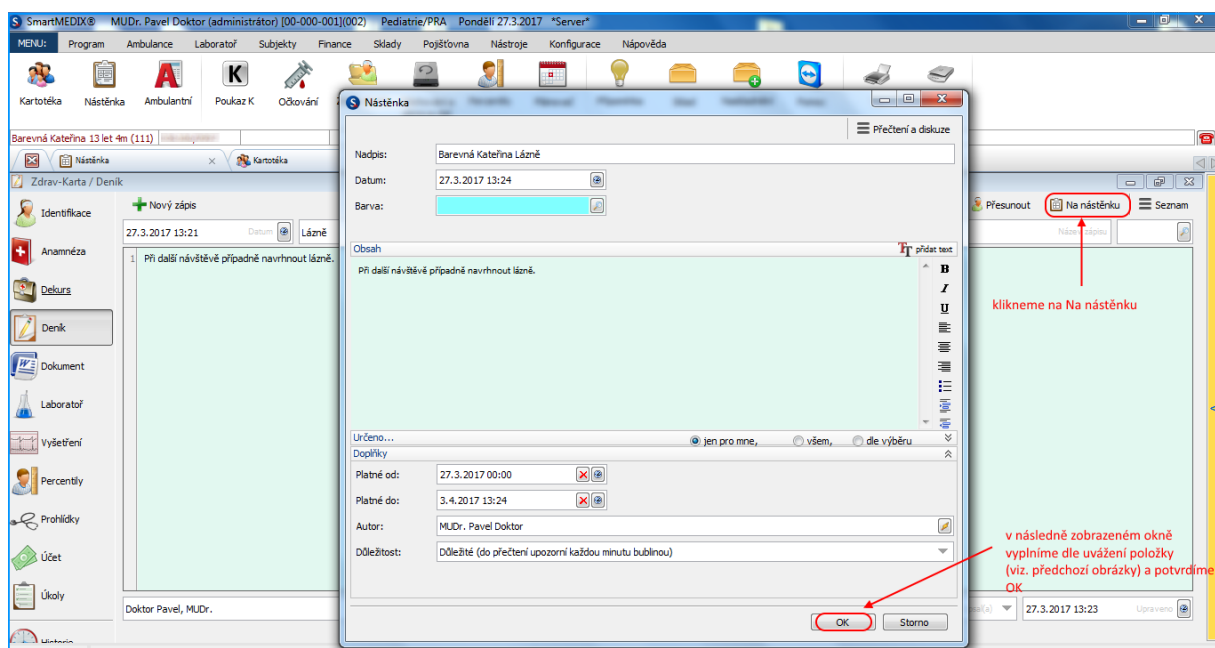 SmartMEDIX® MUDr. Pavel Doktor (administrátor) [00-000-001](002) Pediatrie/PRA Pondělí 27.3.2017 *Server*
MENU: Program Ambulance Laboratoř Subjekty Finance Sklady Pojišťovna Nástroje Konfigurace Nápověda
Kartotéka Nástěnka Ambulantní Poukaz K Očkování
Barevná Kateřina 13 let 4m (111)
Nástěnka Kartotéka
Zdrav-Karta / Deník
Nový zápis Přesunout Na nástěnku Seznam
27.3.2017 13:21 Datum Lázně
1 Při další návštěvě případně navrhnout lázně.
Identifikace
Anamnéza
Dekurs
Deník
Dokument
Laboratoř
Vyšetření
Percentily
Prohlídky
Účet
Úkoly
Historie
Doktor Pavel, MUDr.
27.3.2017 13:23 Upraveno
Nástěnka
Přečtení a diskuze
Nadpis: Barevná Kateřina Lázně
Datum: 27.3.2017 13:24
Barva:
Obsah přidat text
Při další návštěvě případně navrhnout lázně.
B
I
U
Určeno... jen pro mne, všem, dle výběru
Doplňky
Platné od: 27.3.2017 00:00
Platné do: 3.4.2017 13:24
Autor: MUDr. Pavel Doktor
Důležitost: Důležité (do přečtení upozorní každou minutu bublinou)
OK Storno
klikneme na Na nástěnku
v následně zobrazeném okně
vyplníme dle uvážení položky
(viz. předchozí obrázky) a potvrdíme
OK